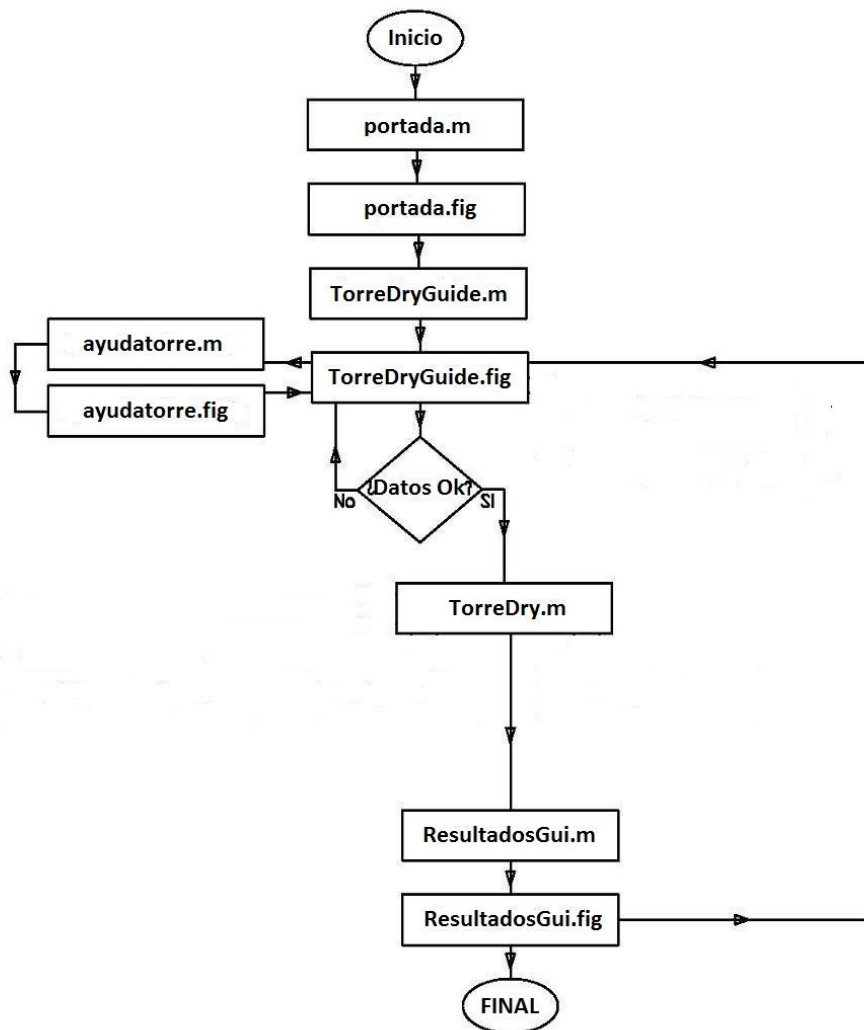 Inicio
portada.m
portada.fig
TorreDryGuide.m
ayudatorre.m
TorreDryGuide.fig
ayudatorre.fig
¿Datos Ok?
No
SI
TorreDry.m
ResultadosGui.m
ResultadosGui.fig
FINAL